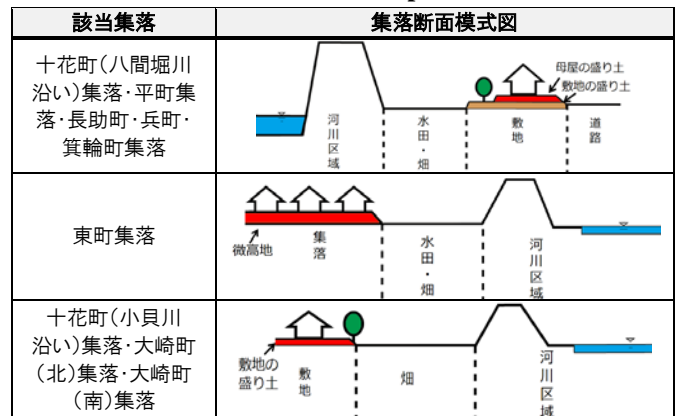 該当集落
集落断面模式図
十花町(八間堀川
沿い)集落・平町集
落・長助町・兵町・
箕輪町集落
母屋の盛り土
敷地の盛り土
河川区域
水田・畑
敷地
道路
東町集落
微高地
集落
水田・畑
河川区域
十花町(小貝川
沿い)集落・大崎町
(北)集落・大崎町
(南)集落
敷地の
盛り土
敷地
畑
河川区域